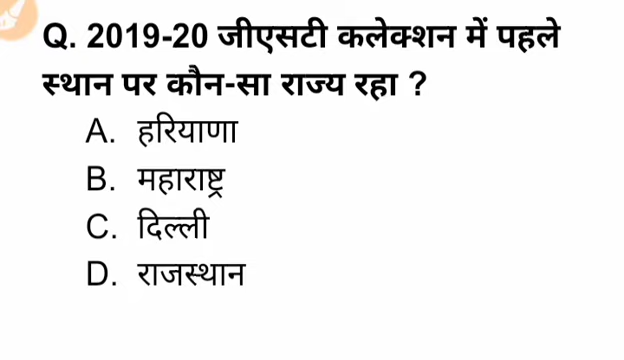 Q. 2019-20 जीएसटी कलेक्शन में पहले
स्थान पर कौन-सा राज्य रहा ?
A. हरियाणा
B. महाराष्ट्र
C. दिल्ली
D. राजस्थान